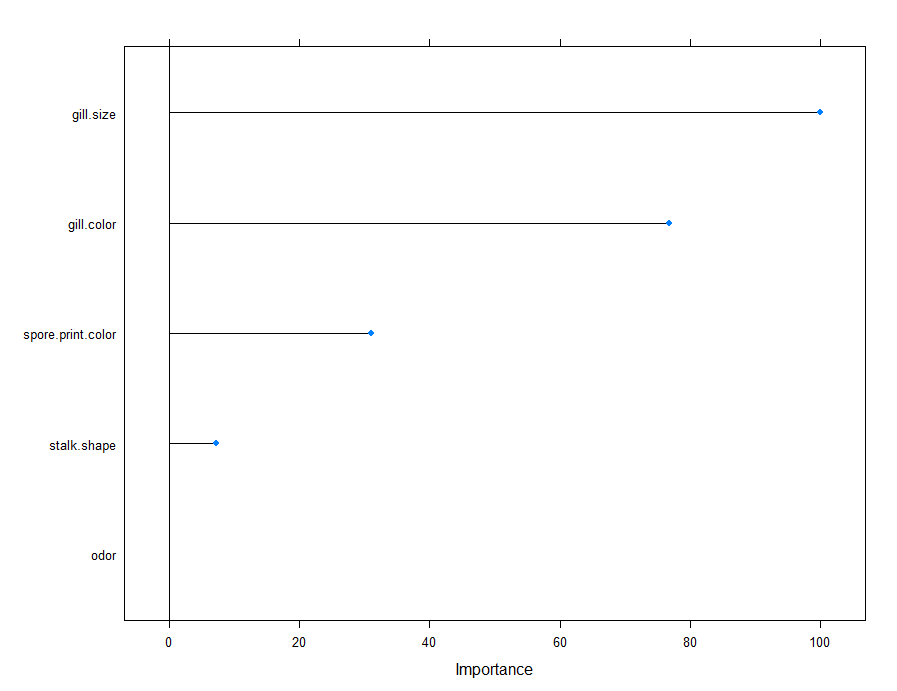 gill.size
gill.color
spore.print.color
stalk.shape
odor
0 20 40 60 80 100
Importance